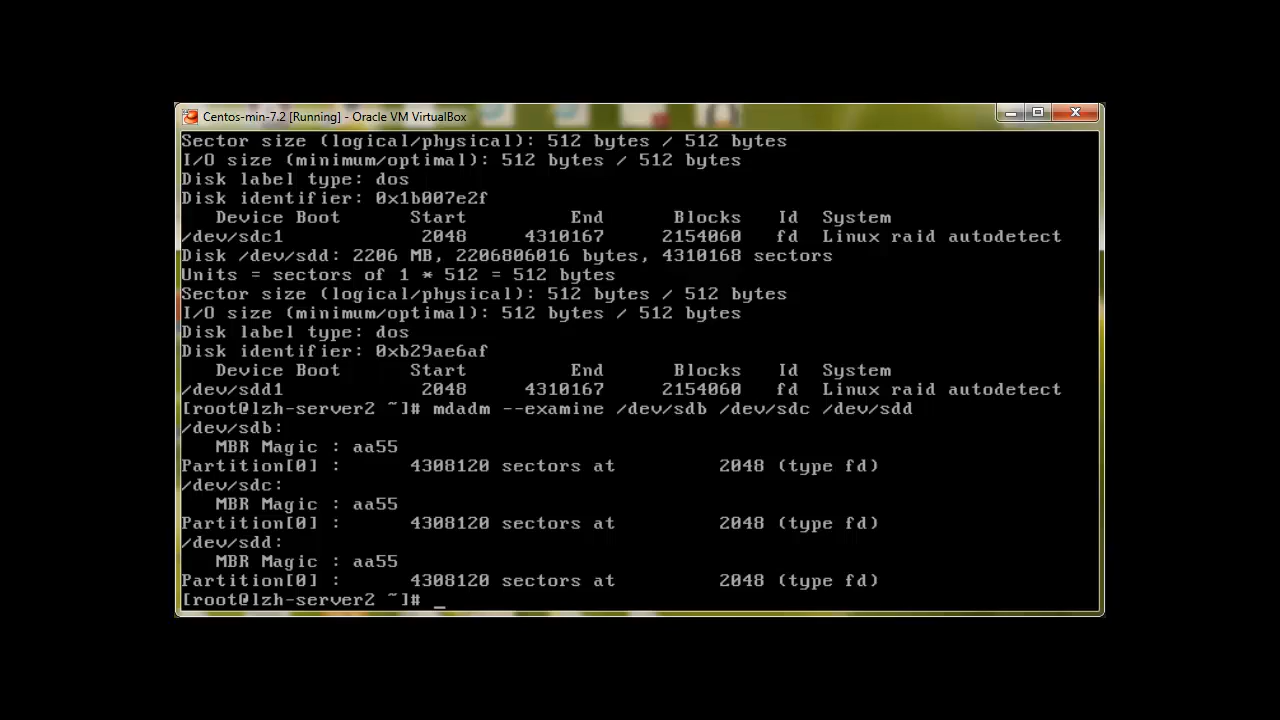 Centos-min-7.2 [Running] - Oracle VM VirtualBox
Sector size (logical/physical): 512 bytes / 512 bytes
I/O size (minimum/optimal): 512 bytes / 512 bytes
Disk label type: dos
Disk identifier: 0x1b007e2f
Device Boot Start End Blocks Id System
/dev/sdc1 2048 4310167 2154060 fd Linux raid autodetect
Disk /dev/sdd: 2206 MB, 2206806016 bytes, 4310168 sectors
Units = sectors of 1 * 512 = 512 bytes
Sector size (logical/physical): 512 bytes / 512 bytes
I/O size (minimum/optimal): 512 bytes / 512 bytes
Disk label type: dos
Disk identifier: 0xb29ae6af
Device Boot Start End Blocks Id System
/dev/sdd1 2048 4310167 2154060 fd Linux raid autodetect
[root@lzh-server2 ~]# mdadm --examine /dev/sdb /dev/sdc /dev/sdd
/dev/sdb:
MBR Magic : aa55
Partition[0] : 4308120 sectors at 2048 (type fd)
/dev/sdc:
MBR Magic : aa55
Partition[0] : 4308120 sectors at 2048 (type fd)
/dev/sdd:
MBR Magic : aa55
Partition[0] : 4308120 sectors at 2048 (type fd)
[root@lzh-server2 ~]# _